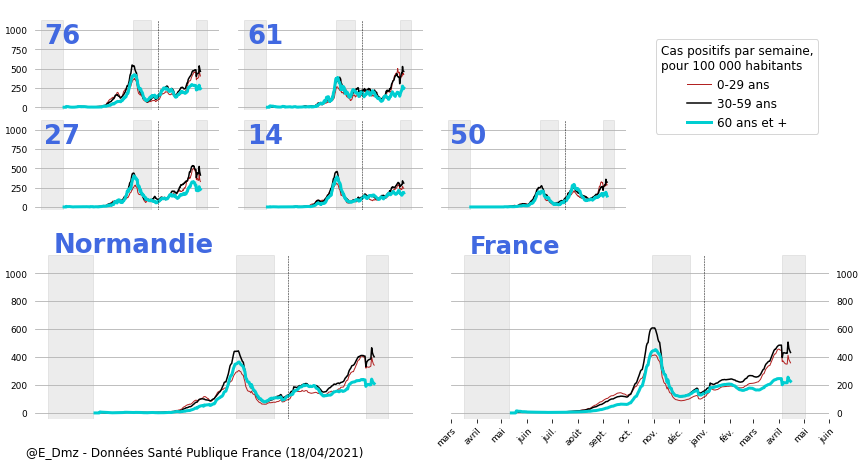 76
61
1000
750
500
250
0
Cas positifs par semaine,
pour 100 000 habitants
0-29 ans
30-59 ans
60 ans et +
27
14
50
1000
750
500
250
0
Normandie
France
1000
800
600
400
200
0
1000
800
600
400
200
0
mars
avril
mai
juin
juil.
août
sept.
oct.
nov.
déc.
janv.
fév.
mars
avril
mai
juin
@E_Dmz - Données Santé Publique France (18/04/2021)